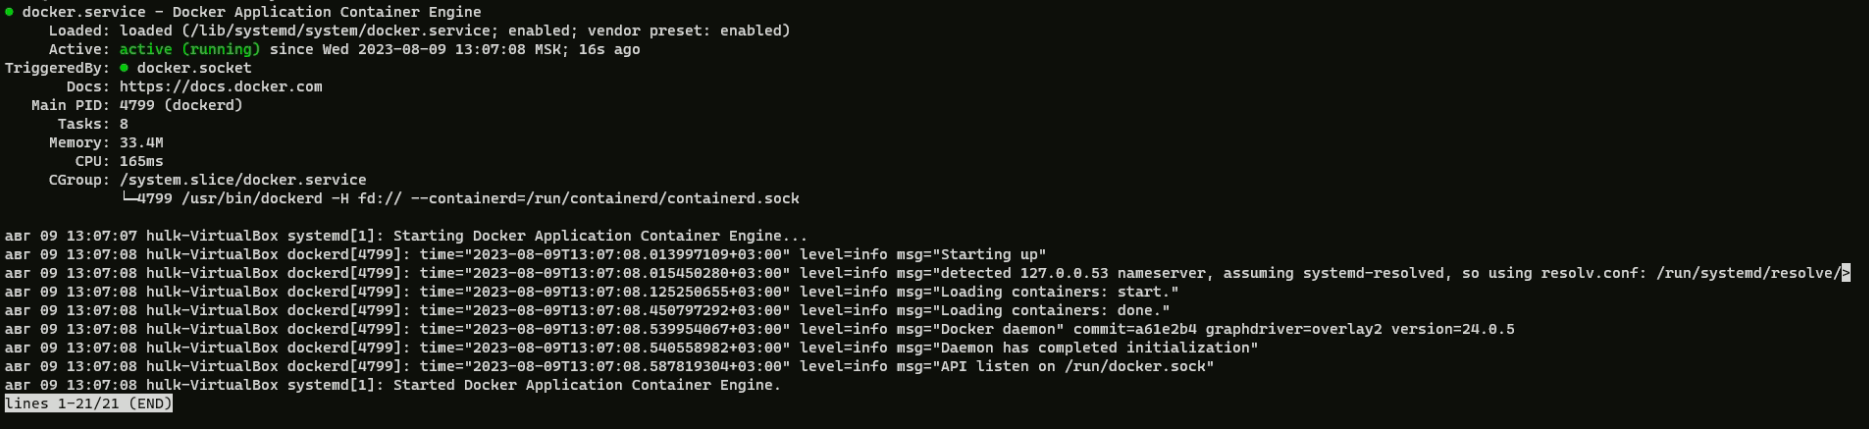 ● docker.service - Docker Application Container Engine
     Loaded: loaded (/lib/systemd/system/docker.service; enabled; vendor preset: enabled)
     Active: active (running) since Wed 2023-08-09 13:07:08 MSK; 16s ago
TriggeredBy: ● docker.socket
       Docs: https://docs.docker.com
   Main PID: 4799 (dockerd)
      Tasks: 8
     Memory: 33.4M
        CPU: 165ms
     CGroup: /system.slice/docker.service
             └─4799 /usr/bin/dockerd -H fd:// --containerd=/run/containerd/containerd.sock

авг 09 13:07:07 hulk-VirtualBox systemd[1]: Starting Docker Application Container Engine...
авг 09 13:07:08 hulk-VirtualBox dockerd[4799]: time="2023-08-09T13:07:08.013997109+03:00" level=info msg="Starting up"
авг 09 13:07:08 hulk-VirtualBox dockerd[4799]: time="2023-08-09T13:07:08.015450280+03:00" level=info msg="detected 127.0.0.53 nameserver, assuming systemd-resolved, so using resolv.conf: /run/systemd/resolve/>
авг 09 13:07:08 hulk-VirtualBox dockerd[4799]: time="2023-08-09T13:07:08.125250655+03:00" level=info msg="Loading containers: start."
авг 09 13:07:08 hulk-VirtualBox dockerd[4799]: time="2023-08-09T13:07:08.450797292+03:00" level=info msg="Loading containers: done."
авг 09 13:07:08 hulk-VirtualBox dockerd[4799]: time="2023-08-09T13:07:08.539954067+03:00" level=info msg="Docker daemon" commit=a61e2b4 graphdriver=overlay2 version=24.0.5
авг 09 13:07:08 hulk-VirtualBox dockerd[4799]: time="2023-08-09T13:07:08.540558982+03:00" level=info msg="Daemon has completed initialization"
авг 09 13:07:08 hulk-VirtualBox dockerd[4799]: time="2023-08-09T13:07:08.587819304+03:00" level=info msg="API listen on /run/docker.sock"
авг 09 13:07:08 hulk-VirtualBox systemd[1]: Started Docker Application Container Engine.
lines 1-21/21 (END)